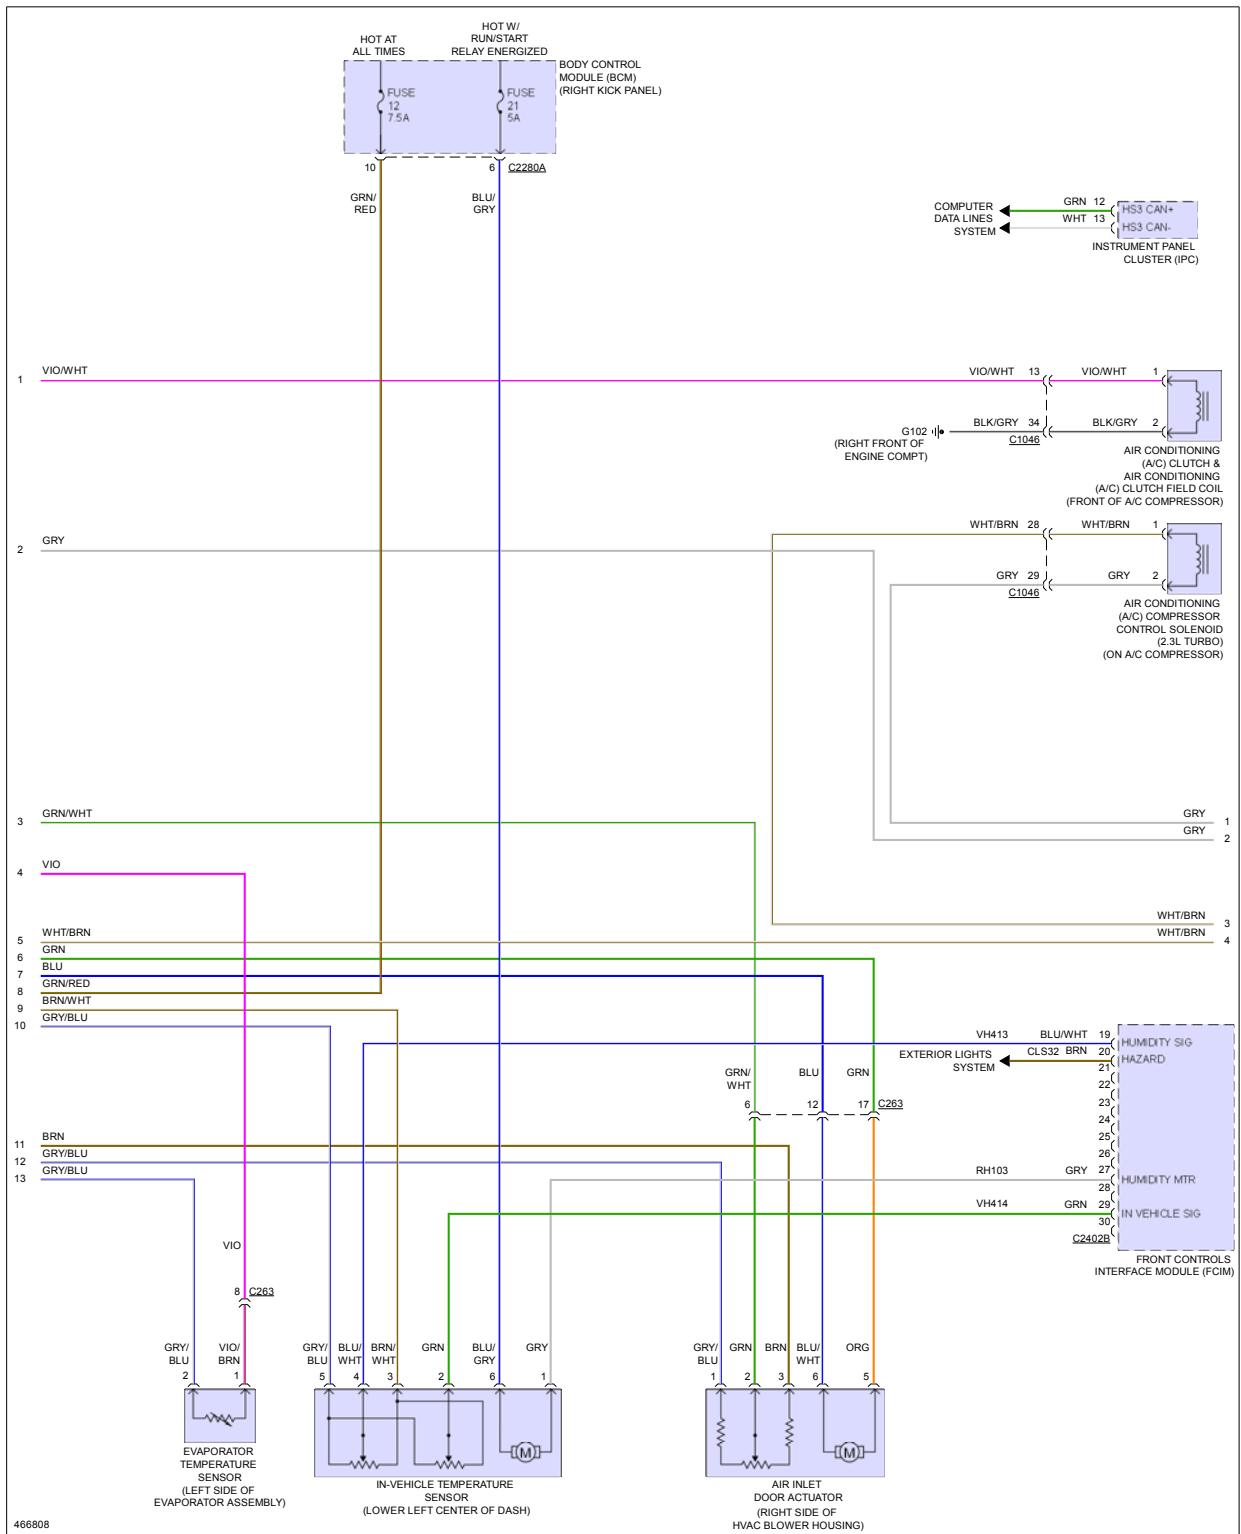 HOT AT
ALL TIMES
HOT W/
RUN/START
RELAY ENERGIZED
BODY CONTROL
MODULE (BCM)
(RIGHT KICK PANEL)
FUSE
12
7.5A
FUSE
21
5A
10
6
C2280A
GRN/
RED
BLU/
GRY
COMPUTER
DATA LINES
SYSTEM
GRN 12
WHT 13
HS3 CAN+
HS3 CAN-
INSTRUMENT PANEL
CLUSTER (IPC)
1 VIO/WHT
VIO/WHT 13 VIO/WHT 1
G102
(RIGHT FRONT OF
ENGINE COMPT)
BLK/GRY 34 BLK/GRY 2
C1046
AIR CONDITIONING
(A/C) CLUTCH &
AIR CONDITIONING
(A/C) CLUTCH FIELD COIL
(FRONT OF A/C COMPRESSOR)
2 GRY
WHT/BRN 28 WHT/BRN 1
GRY 29 GRY 2
C1046
AIR CONDITIONING
(A/C) COMPRESSOR
CONTROL SOLENOID
(2.3L TURBO)
(ON A/C COMPRESSOR)
3 GRN/WHT
GRY 1
GRY 2
4 VIO
WHT/BRN 3
5 WHT/BRN
WHT/BRN 4
6 GRN
7 BLU
8 GRN/RED
9 BRN/WHT
10 GRY/BLU
VH413 BLU/WHT 19
HUMIDITY SIG
EXTERIOR LIGHTS
SYSTEM
CLS32 BRN 20
HAZARD
21
22
23
24
25
26
RH103 GRY 27
HUMIDITY MTR
28
VH414 GRN 29
IN VEHICLE SIG
30
C2402B
FRONT CONTROLS
INTERFACE MODULE (FCIM)
GRN/
WHT
BLU
GRN
6
12
17
C263
11 BRN
12 GRY/BLU
13 GRY/BLU
VIO
8 C263
GRY/
BLU
2
VIO/
BRN
1
GRY/
BLU
5
BLU/
WHT
4
BRN/
WHT
3
GRN
2
BLU/
GRY
6
GRY
1
GRY/
BLU
1
GRN
2
BRN
3
BLU/
WHT
6
ORG
5
M
M
EVAPORATOR
TEMPERATURE
SENSOR
(LEFT SIDE OF
EVAPORATOR ASSEMBLY)
IN-VEHICLE TEMPERATURE
SENSOR
(LOWER LEFT CENTER OF DASH)
AIR INLET
DOOR ACTUATOR
(RIGHT SIDE OF
HVAC BLOWER HOUSING)
466808